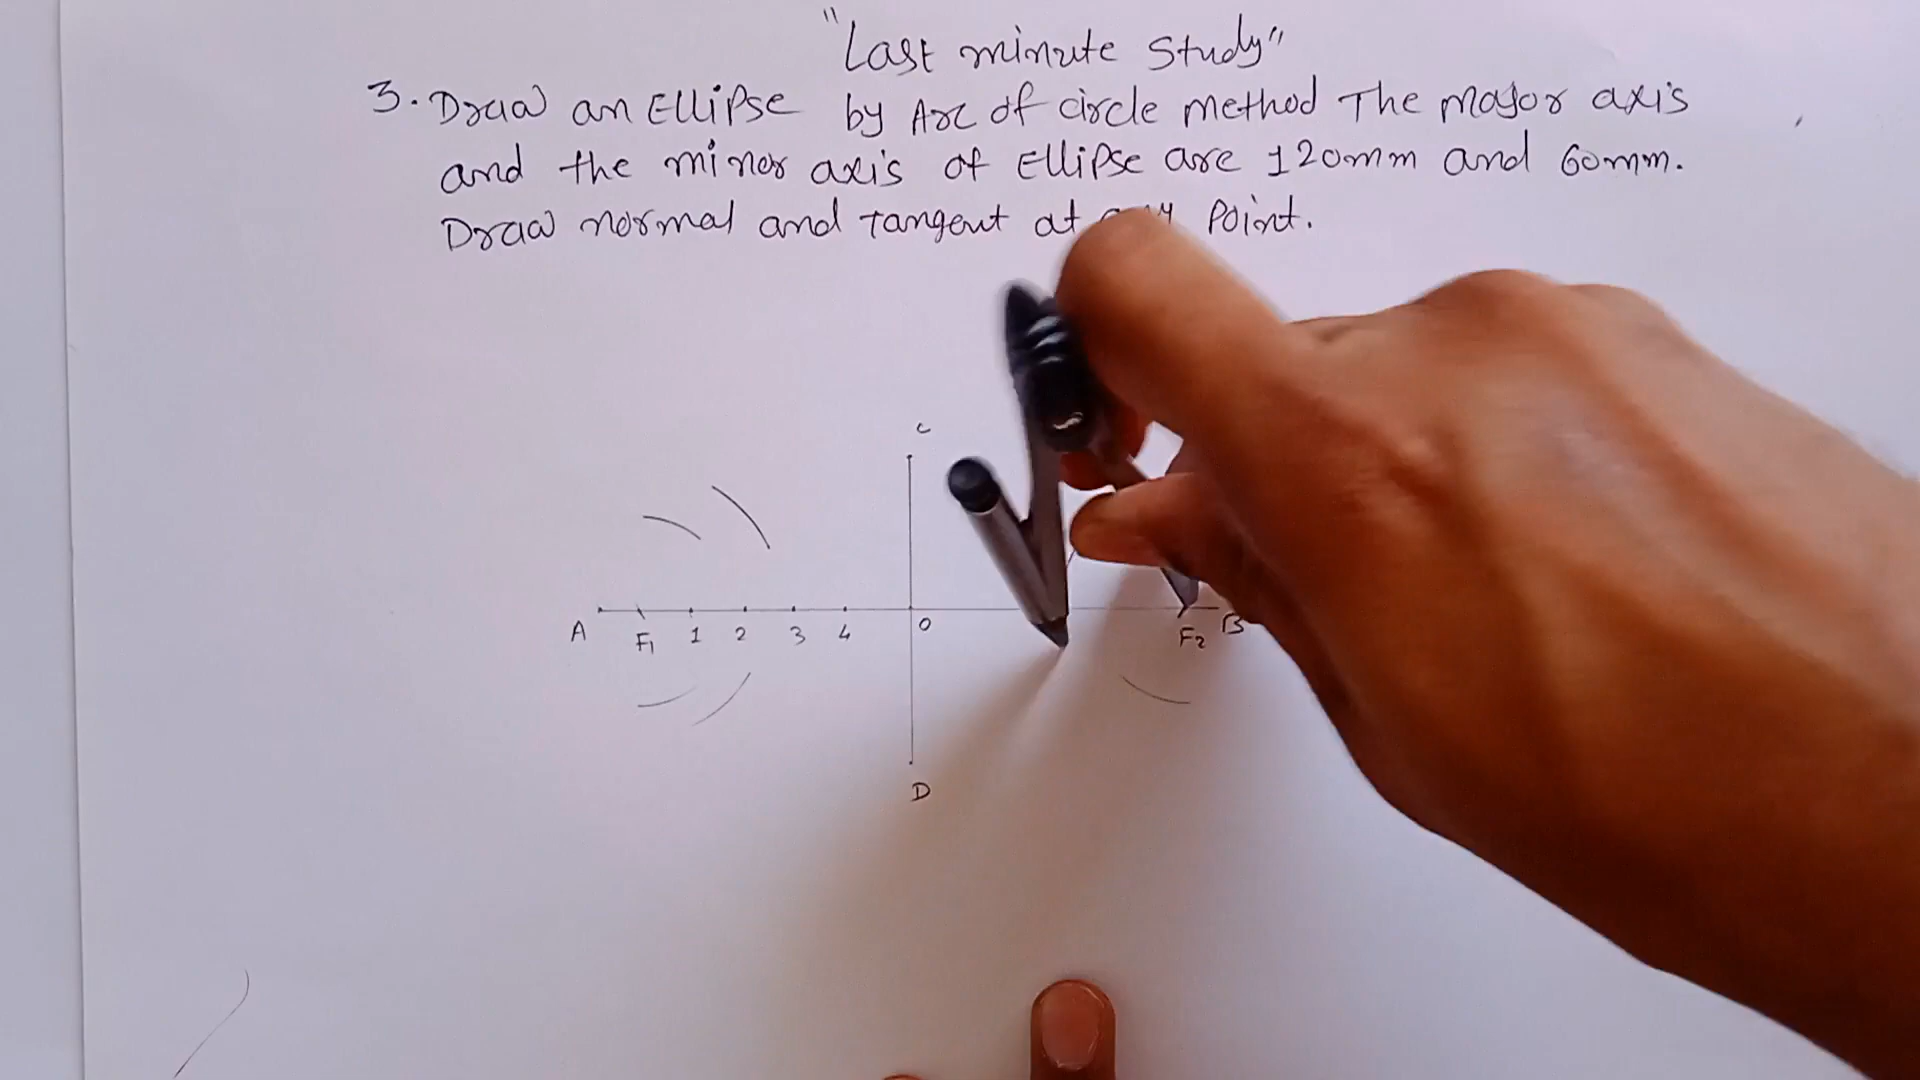 "Last minute Study"
3. Draw an Ellipse by Arc of circle method The major axis
and the minor axis of Ellipse are 120mm and 60mm.
Draw normal and tangent at Point.
C
A F1 1 2 3 4 O F2 B
D